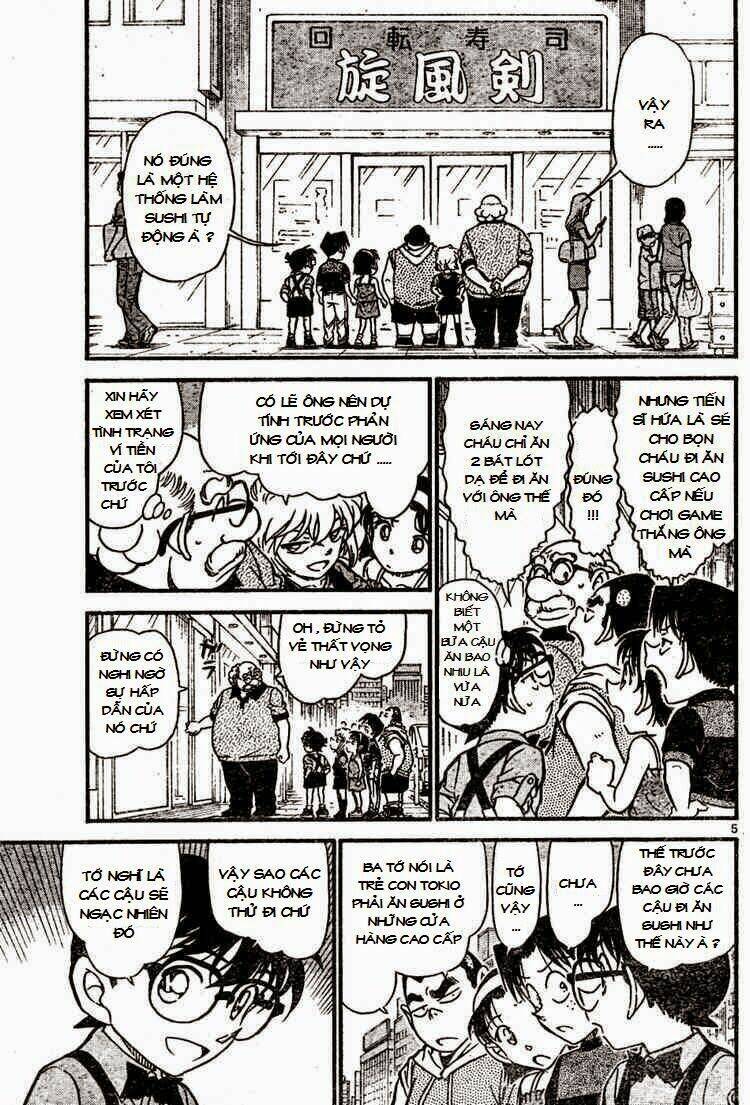 回転寿司
旋風剣
VẬY
RA
.....
NÓ ĐÚNG
LÀ MỘT HỆ
THỐNG LÀM
SUSHI TỰ
ĐỘNG À ?
NHƯNG TIẾN
SĨ HỨA LÀ SẼ
CHO BỌN
CHÁU ĐI ĂN
SUSHI CAO
CẤP NẾU
CHƠI GAME
THẮNG ÔNG
MÀ
ĐÚNG
ĐÓ
!!!
SÁNG NAY
CHÁU CHỈ ĂN
2 BÁT LÓT
DẠ ĐỂ ĐI ĂN
VỚI ÔNG THẾ
MÀ
KHÔNG
BIẾT
MỘT
BỮA CẬU
ĂN BAO
NHIU LÀ
VỪA
NỮA
CÓ LẼ ÔNG NÊN DỰ
TÍNH TRƯỚC PHẢN
ỨNG CỦA MỌI NGƯỜI
KHI TỚI ĐÂY CHỨ .....
XIN HÃY
XEM XÉT
TÌNH TRẠNG
VÍ TIỀN
CỦA TÔI
TRƯỚC
CHỨ
OH , ĐỪNG TỎ
VẺ THẤT VỌNG
NHƯ VẬY
ĐỪNG CÓ
NGHI NGỜ
SỰ HẤP
DẪN CỦA
NÓ CHỨ
5
THẾ TRƯỚC
ĐÂY CHƯA
BAO GIỜ CÁC
CẬU ĐI ĂN
SUSHI NHƯ
THẾ NÀY À ?
CHƯA
...
TỚ
CŨNG
VẬY
...
BA TỚ NÓI LÀ
TRẺ CON TOKIO
PHẢI ĂN SUSHI Ở
NHỮNG CỬA
HÀNG CAO CẤP
VẬY SAO CÁC
CẬU KHÔNG
THỬ ĐI CHỨ
TỚ NGHĨ LÀ
CÁC CẬU SẼ
NGẠC NHIÊN
ĐÓ